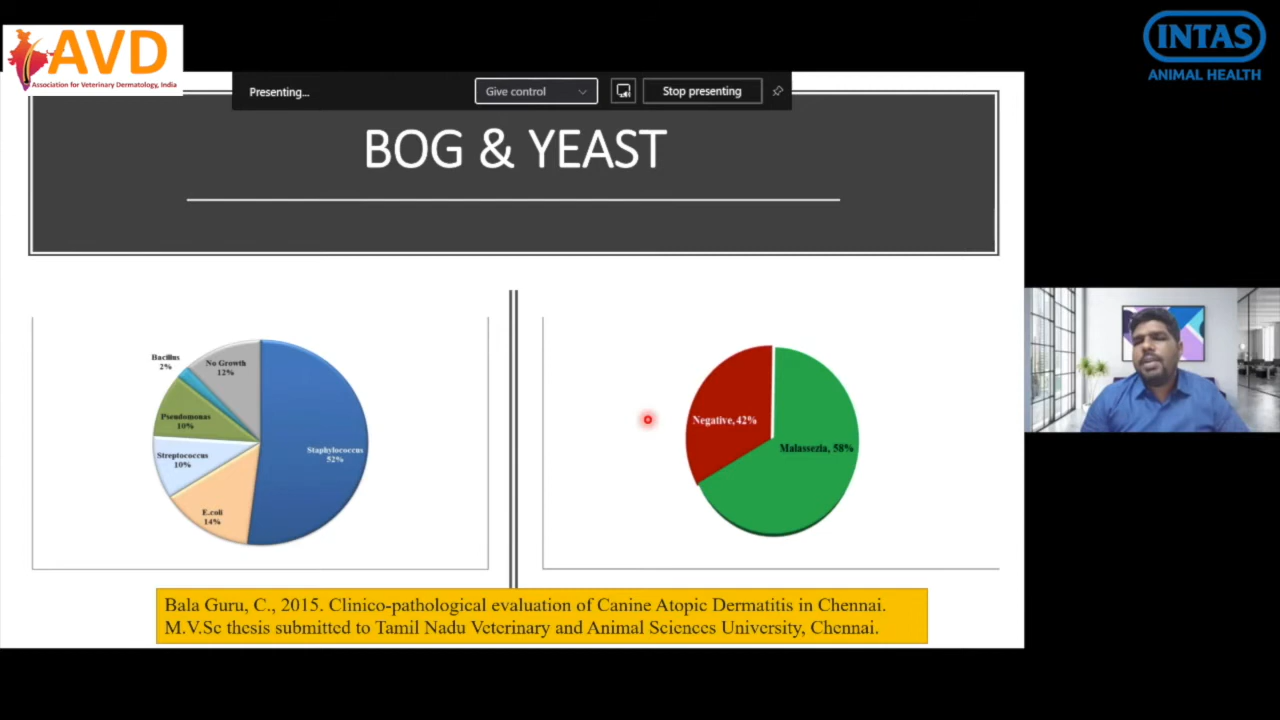 AVD
Association for Veterinary Dermatology, India
INTAS
ANIMAL HEALTH
Presenting...
Give control
Stop presenting
BOG & YEAST
Bacillus
2%
No Growth
12%
Pseudomonas
10%
Streptococcus
10%
E.coli
14%
Staphylococcus
52%
Negative, 42%
Malassezia, 58%
Bala Guru, C., 2015. Clinico-pathological evaluation of Canine Atopic Dermatitis in Chennai.
M.V.Sc thesis submitted to Tamil Nadu Veterinary and Animal Sciences University, Chennai.